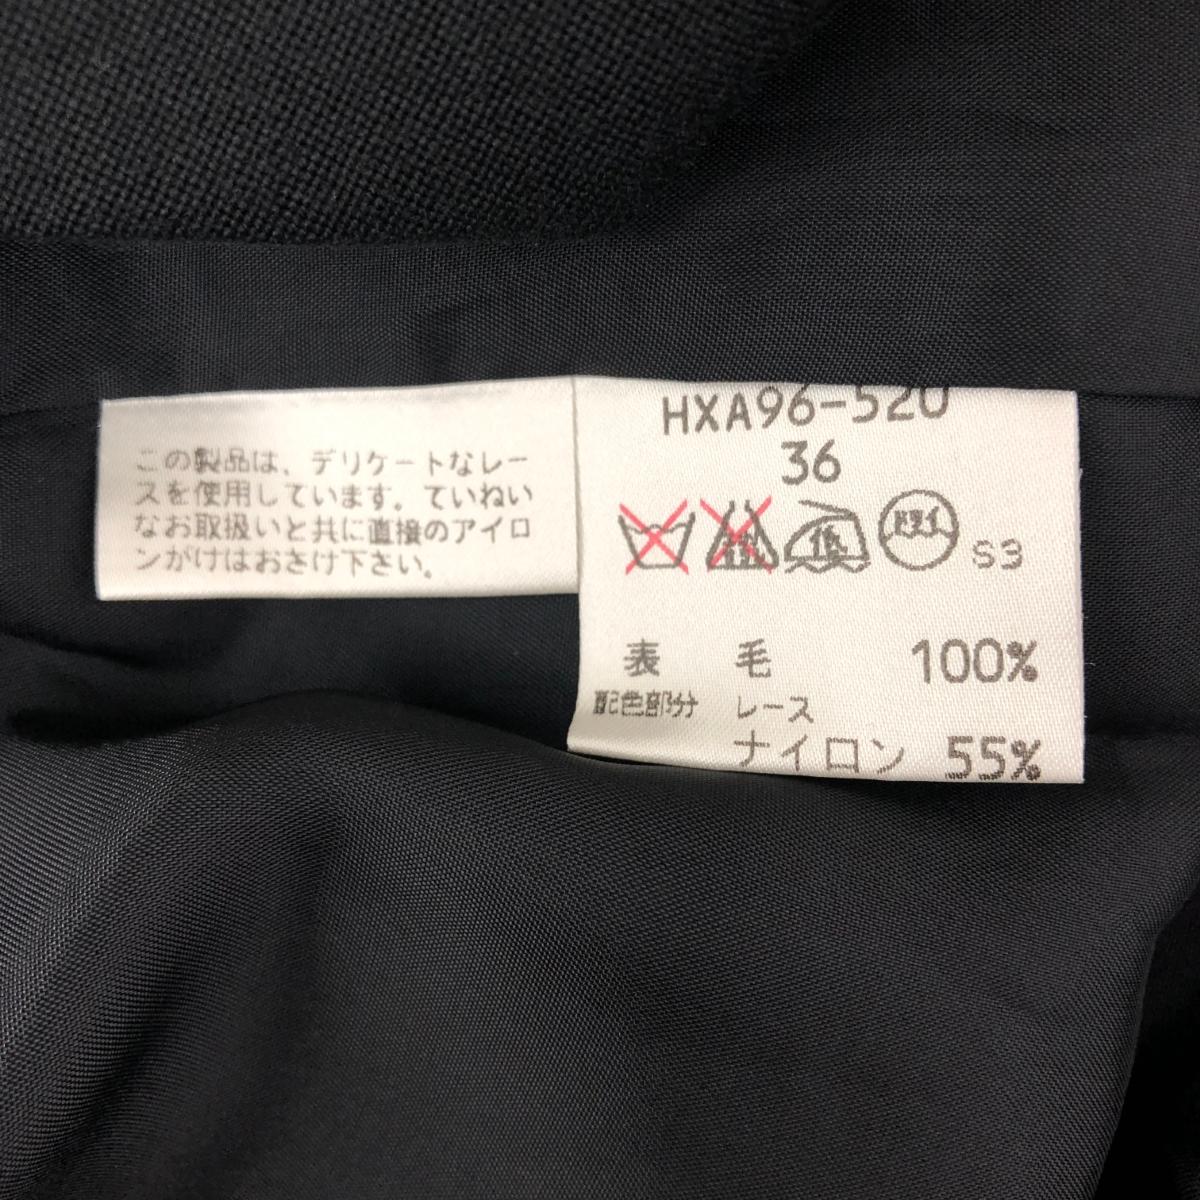 この製品は、デリケートなレー
スを使用しています。ていねい
なお取扱いと共に直接のアイロ
ンがけはおさけ下さい。
HXA96-520
36
ドライ S3
表 毛 100%
配色部分 レース
ナイロン 55%